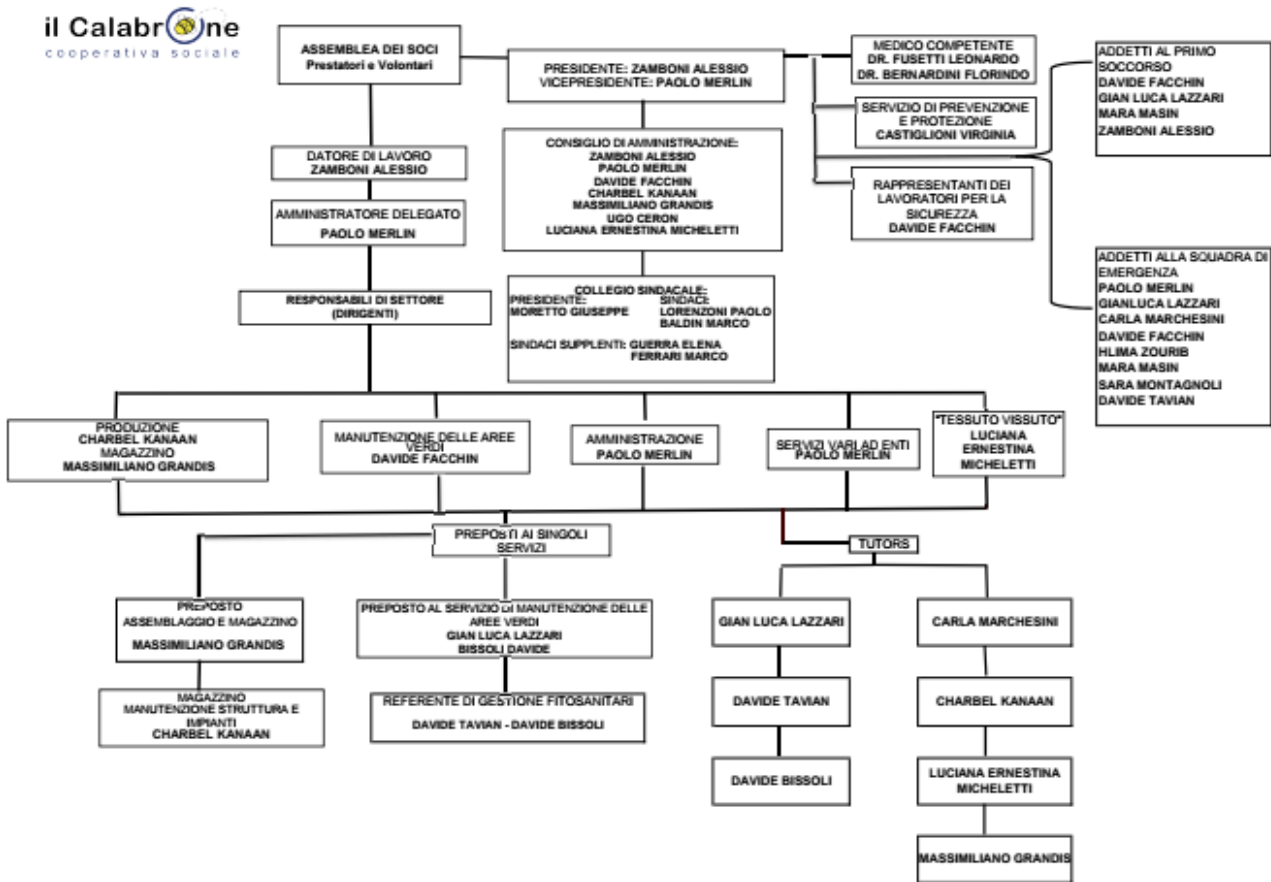 il Calabrone
cooperativa sociale
ASSEMBLEA DEI SOCI
Prestatori e Volontari
PRESIDENTE: ZAMBONI ALESSIO
VICEPRESIDENTE: PAOLO MERLIN
MEDICO COMPETENTE
DR. FUSETTI LEONARDO
DR. BERNARDINI FLORINDO
ADDETTI AL PRIMO
SOCCORSO
DAVIDE FACCHIN
GIAN LUCA LAZZARI
MARA MASIN
ZAMBONI ALESSIO
SERVIZIO DI PREVENZIONE
E PROTEZIONE
CASTIGLIONI VIRGINIA
DATORE DI LAVORO
ZAMBONI ALESSIO
CONSIGLIO DI AMMINISTRAZIONE:
ZAMBONI ALESSIO
PAOLO MERLIN
DAVIDE FACCHIN
CHARBEL KANAAN
MASSIMILIANO GRANDIS
UGO CERON
LUCIANA ERNESTINA MICHELETTI
RAPPRESENTANTI DEI
LAVORATORI PER LA
SICUREZZA
DAVIDE FACCHIN
AMMINISTRATORE DELEGATO
PAOLO MERLIN
ADDETTI ALLA SQUADRA DI
EMERGENZA
PAOLO MERLIN
GIANLUCA LAZZARI
CARLA MARCHESINI
DAVIDE FACCHIN
HLIMA ZOURIB
MARA MASIN
SARA MONTAGNOLI
DAVIDE TAVIAN
RESPONSABILI DI SETTORE
(DIRIGENTI)
COLLEGIO SINDACALE:
PRESIDENTE: SINDACI:
MORETTO GIUSEPPE LORENZONI PAOLO
BALDIN MARCO
SINDACI SUPPLENTI: GUERRA ELENA
FERRARI MARCO
PRODUZIONE
CHARBEL KANAAN
MAGAZZINO
MASSIMILIANO GRANDIS
MANUTENZIONE DELLE AREE
VERDI
DAVIDE FACCHIN
AMMINISTRAZIONE
PAOLO MERLIN
SERVIZI VARI AD ENTI
PAOLO MERLIN
"TESSUTO VISSUTO"
LUCIANA
ERNESTINA
MICHELETTI
PREPOSTI AI SINGOLI
SERVIZI
TUTORS
PREPOSTO
ASSEMBLAGGIO E MAGAZZINO
MASSIMILIANO GRANDIS
PREPOSTO AL SERVIZIO DI MANUTENZIONE DELLE
AREE VERDI
GIAN LUCA LAZZARI
BISSOLI DAVIDE
GIAN LUCA LAZZARI
CARLA MARCHESINI
MAGAZZINO
MANUTENZIONE STRUTTURA E
IMPIANTI
CHARBEL KANAAN
REFERENTE DI GESTIONE FITOSANITARI
DAVIDE TAVIAN - DAVIDE BISSOLI
DAVIDE TAVIAN
CHARBEL KANAAN
DAVIDE BISSOLI
LUCIANA ERNESTINA
MICHELETTI
MASSIMILIANO GRANDIS